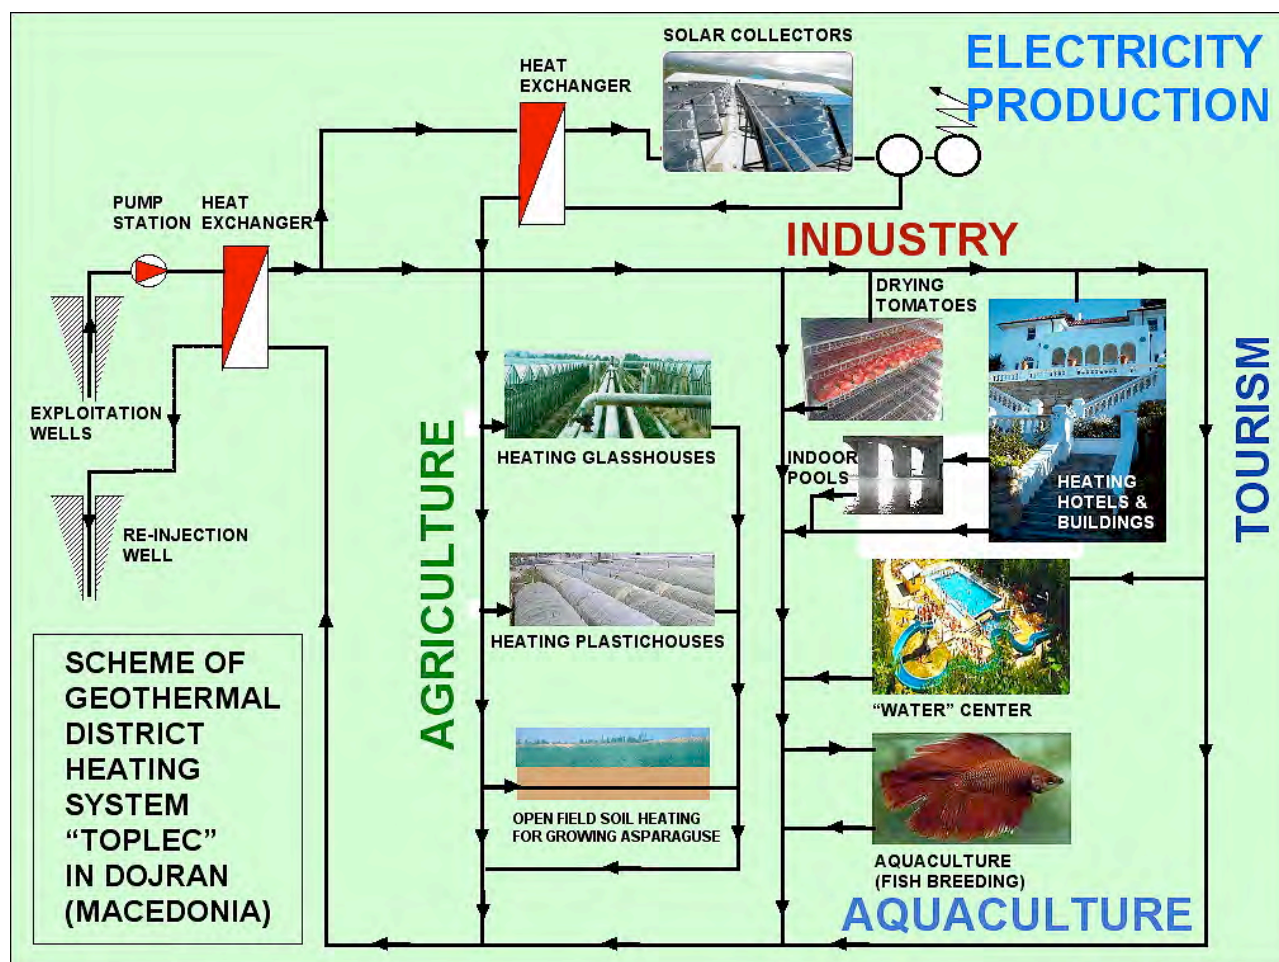 SOLAR COLLECTORS
ELECTRICITY
PRODUCTION
HEAT
EXCHANGER
PUMP
STATION
HEAT
EXCHANGER
INDUSTRY
DRYING
TOMATOES
EXPLOITATION
WELLS
HEATING GLASSHOUSES
INDOOR
POOLS
HEATING
HOTELS &
BUILDINGS
TOURISM
AGRICULTURE
RE-INJECTION
WELL
HEATING PLASTICHOUSES
"WATER" CENTER
SCHEME OF
GEOTHERMAL
DISTRICT
HEATING
SYSTEM
"TOPLEC"
IN DOJRAN
(MACEDONIA)
OPEN FIELD SOIL HEATING
FOR GROWING ASPARAGUSE
AQUACULTURE
(FISH BREEDING)
AQUACULTURE